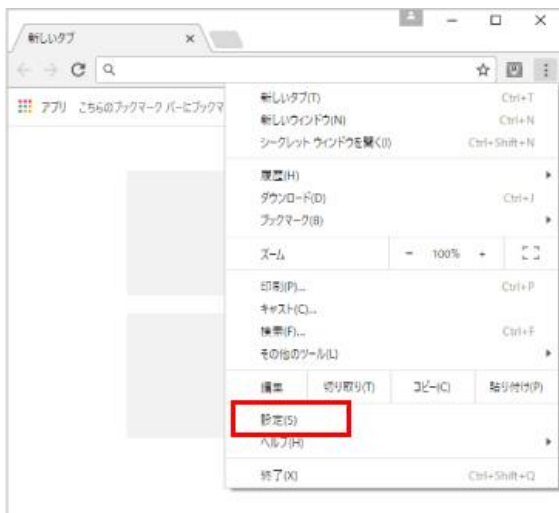 新しいタブ
アプリ こちらのブックマーク バーにブックマ
新しいタブ(T) Ctrl+T
新しいウィンドウ(N) Ctrl+N
シークレット ウィンドウを開く(I) Ctrl+Shift+N
履歴(H)
ダウンロード(D) Ctrl+J
ブックマーク(B)
ズーム - 100% +
印刷(P)... Ctrl+P
キャスト(C)...
検索(F)... Ctrl+F
その他のツール(L)
編集 切り取り(T) コピー(C) 貼り付け(P)
設定(S)
ヘルプ(H)
終了(X) Ctrl+Shift+Q